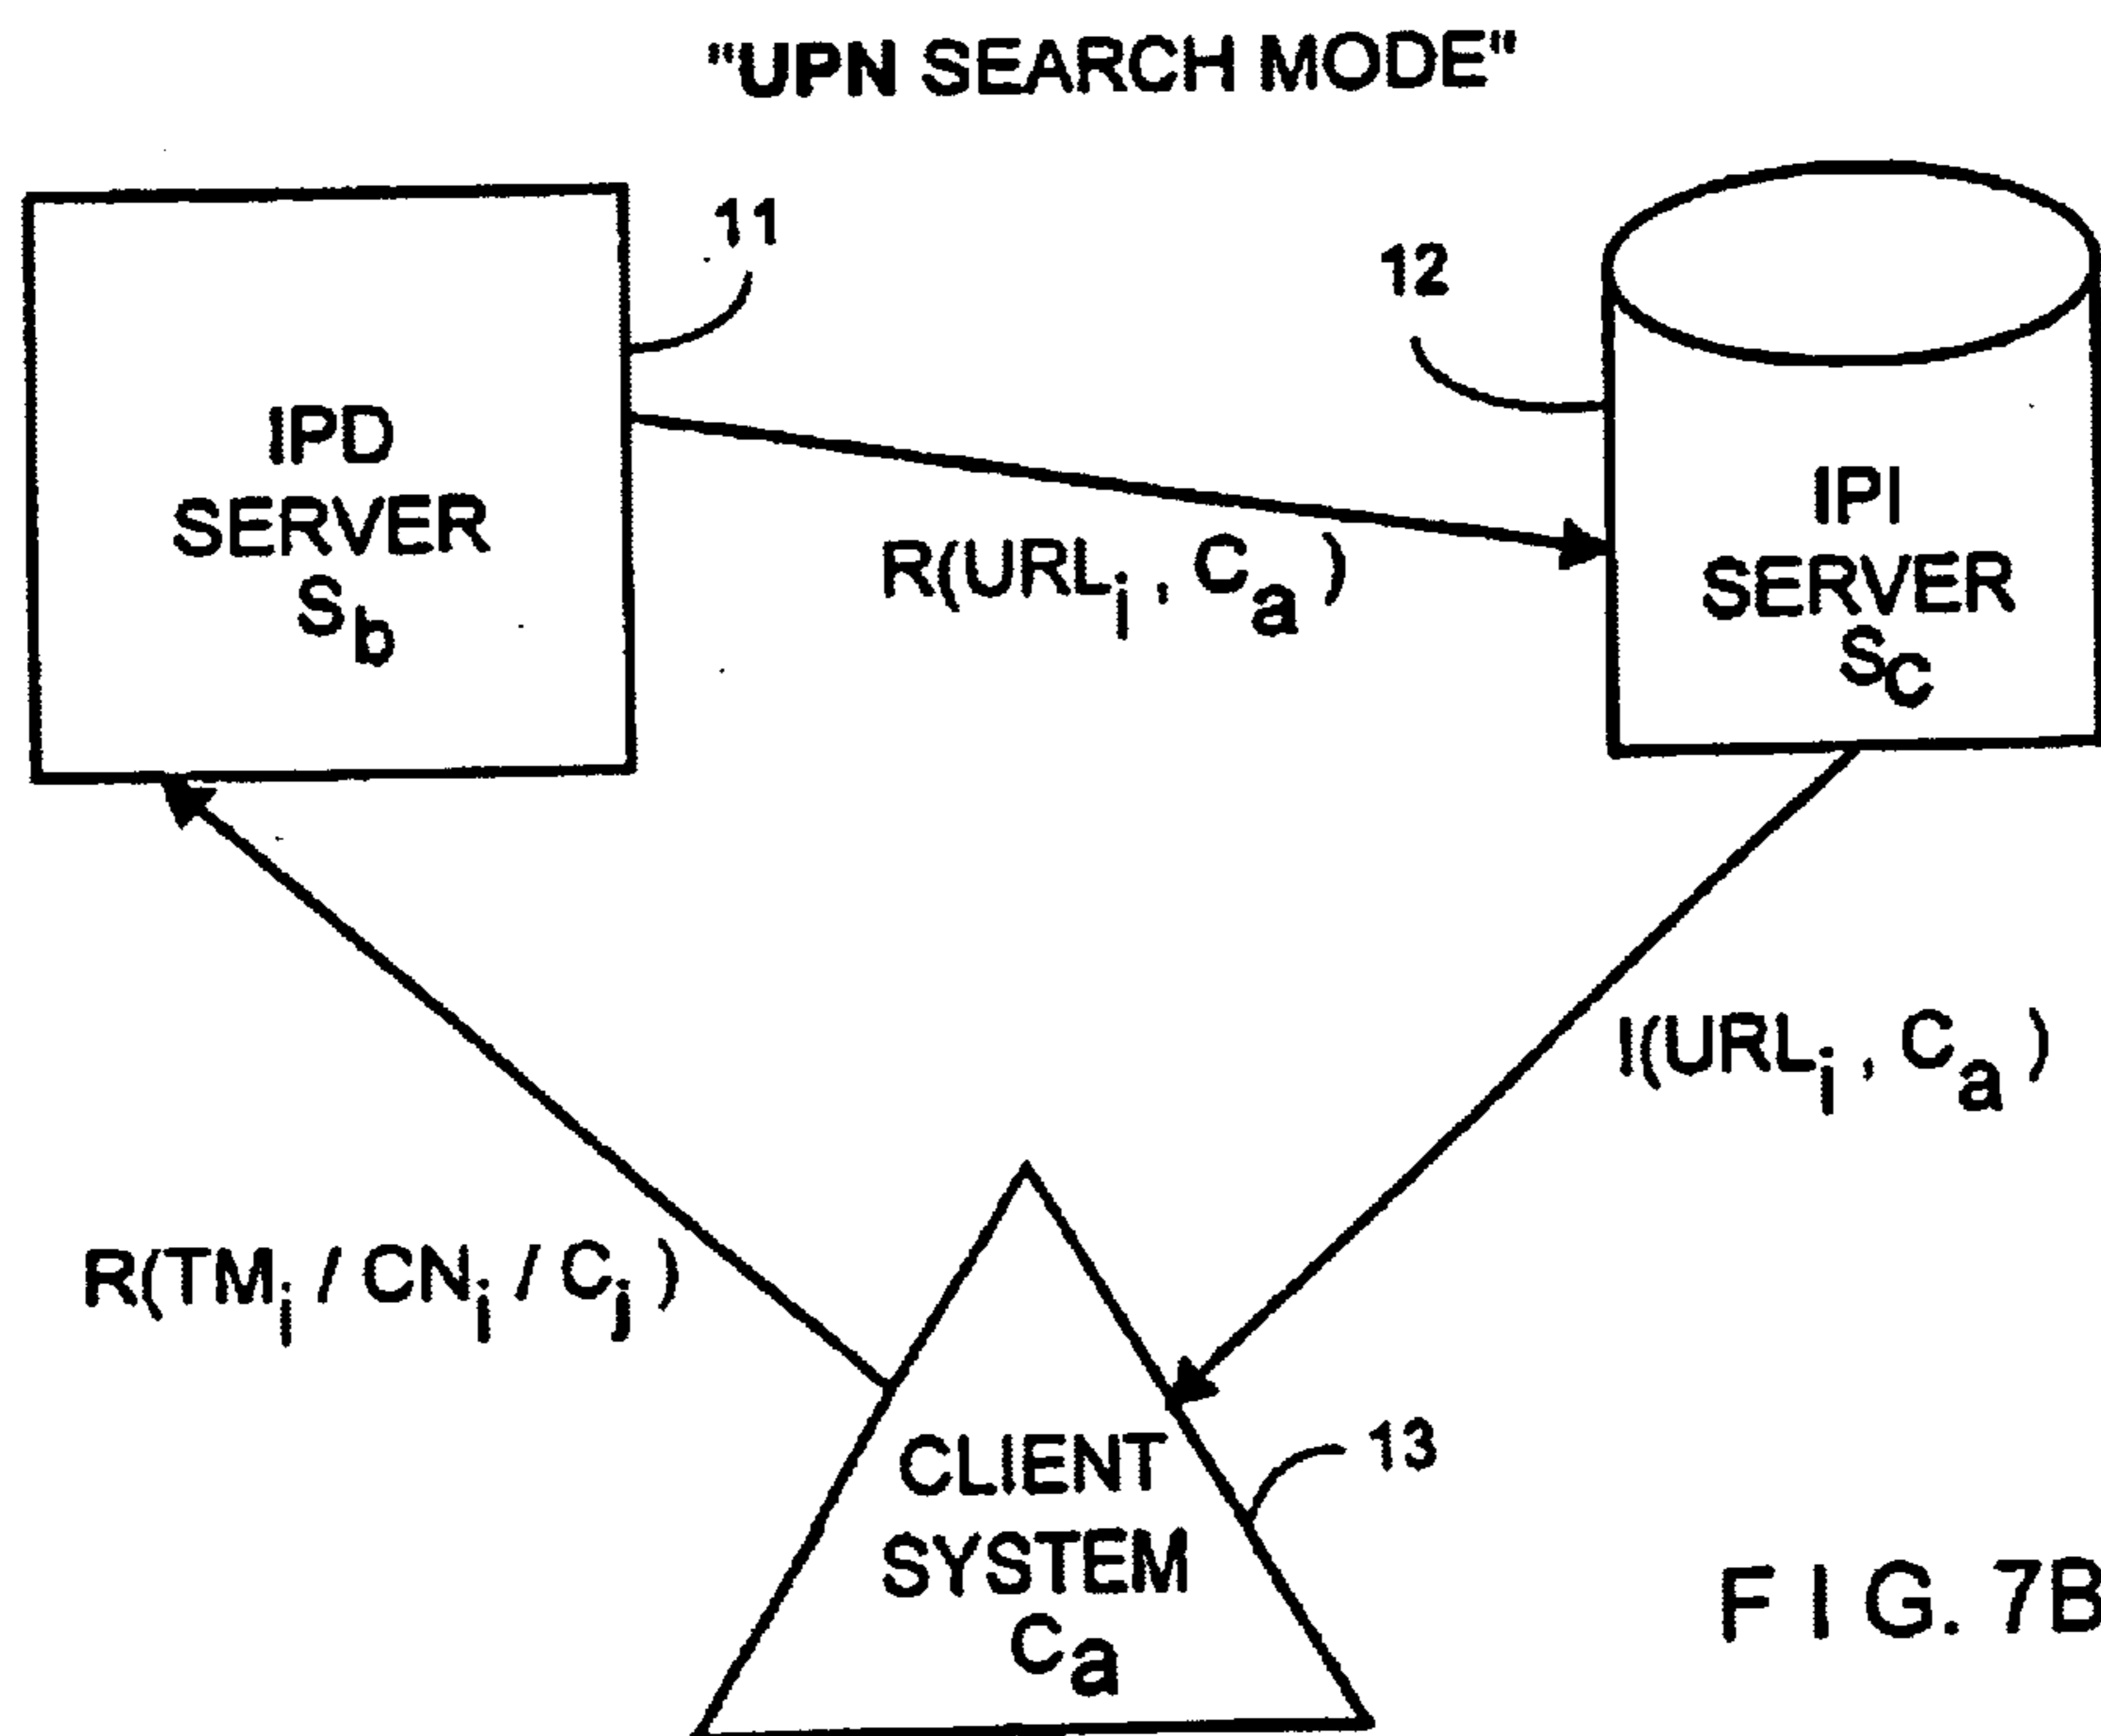 "UPN SEARCH MODE"
11
12
IPD
SERVER
Sb
IPI
SERVER
Sc
R(URLi , Ca )
I(URLi , Ca )
R(TMi / CNi / Cj )
CLIENT
SYSTEM
Ca
13
F I G. 7B